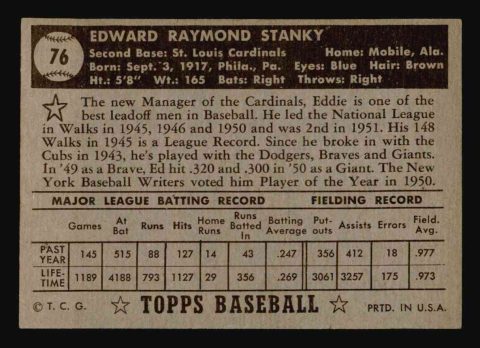 76
EDWARD RAYMOND STANKY
Second Base: St. Louis Cardinals Home: Mobile, Ala.
Born: Sept. 3, 1917, Phila., Pa. Eyes: Blue Hair: Brown
Ht.: 5'8" Wt.: 165 Bats: Right Throws: Right
The new Manager of the Cardinals, Eddie is one of the
best leadoff men in Baseball. He led the National League
in Walks in 1945, 1946 and 1950 and was 2nd in 1951. His 148
Walks in 1945 is a League Record. Since he broke in with the
Cubs in 1943, he's played with the Dodgers, Braves and Giants.
In '49 as a Brave, Ed hit .320 and .300 in '50 as a Giant. The New
York Baseball Writers voted him Player of the Year in 1950.
MAJOR LEAGUE BATTING RECORD FIELDING RECORD
Games At Bat Runs Hits Home Runs Runs Batted In Batting Average Put-outs Assists Errors Field. Avg.
PAST YEAR 145 515 88 127 14 43 .247 356 412 18 .977
LIFE-TIME 1189 4188 793 1127 29 356 .269 3061 3257 175 .973
© T. C. G. TOPPS BASEBALL PRTD. IN U.S.A.